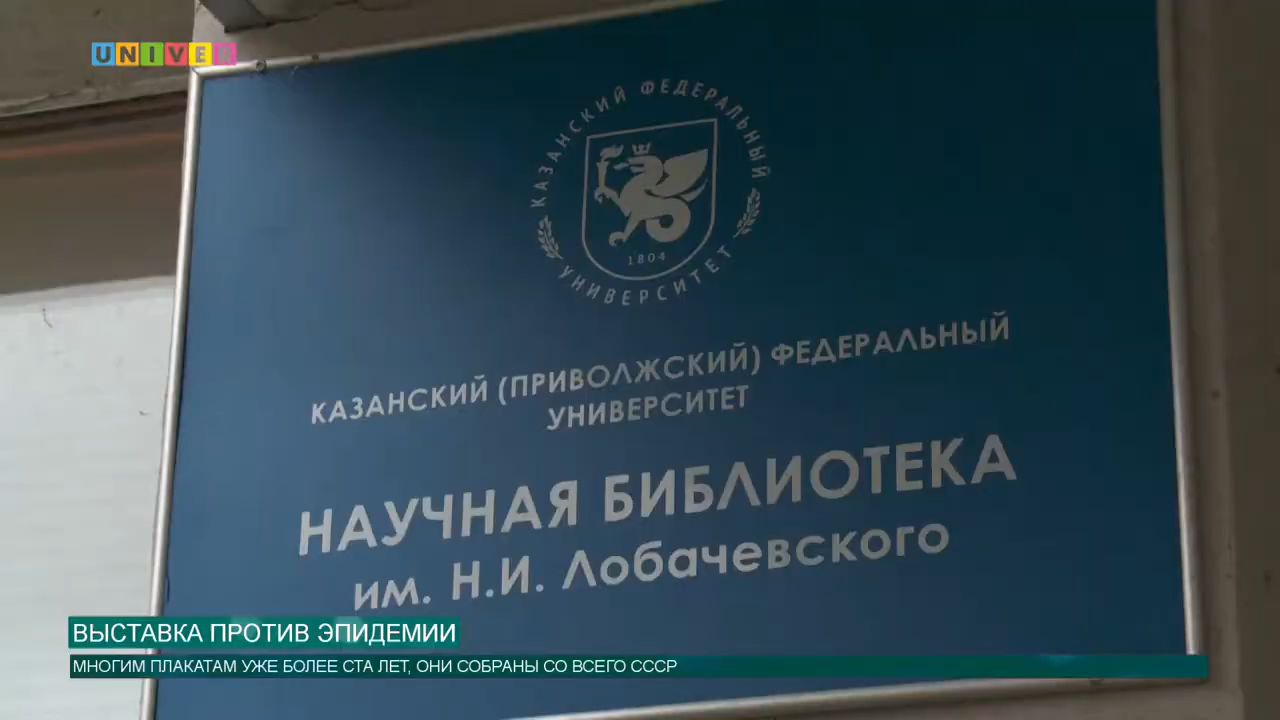 UNIVER
КАЗАНСКИЙ ФЕДЕРАЛЬНЫЙ
УНИВЕРСИТЕТ
1804
КАЗАНСКИЙ (ПРИВОЛЖСКИЙ) ФЕДЕРАЛЬНЫЙ
УНИВЕРСИТЕТ
НАУЧНАЯ БИБЛИОТЕКА
им. Н.И. Лобачевского
ВЫСТАВКА ПРОТИВ ЭПИДЕМИИ
МНОГИМ ПЛАКАТАМ УЖЕ БОЛЕЕ СТА ЛЕТ, ОНИ СОБРАНЫ СО ВСЕГО СССР